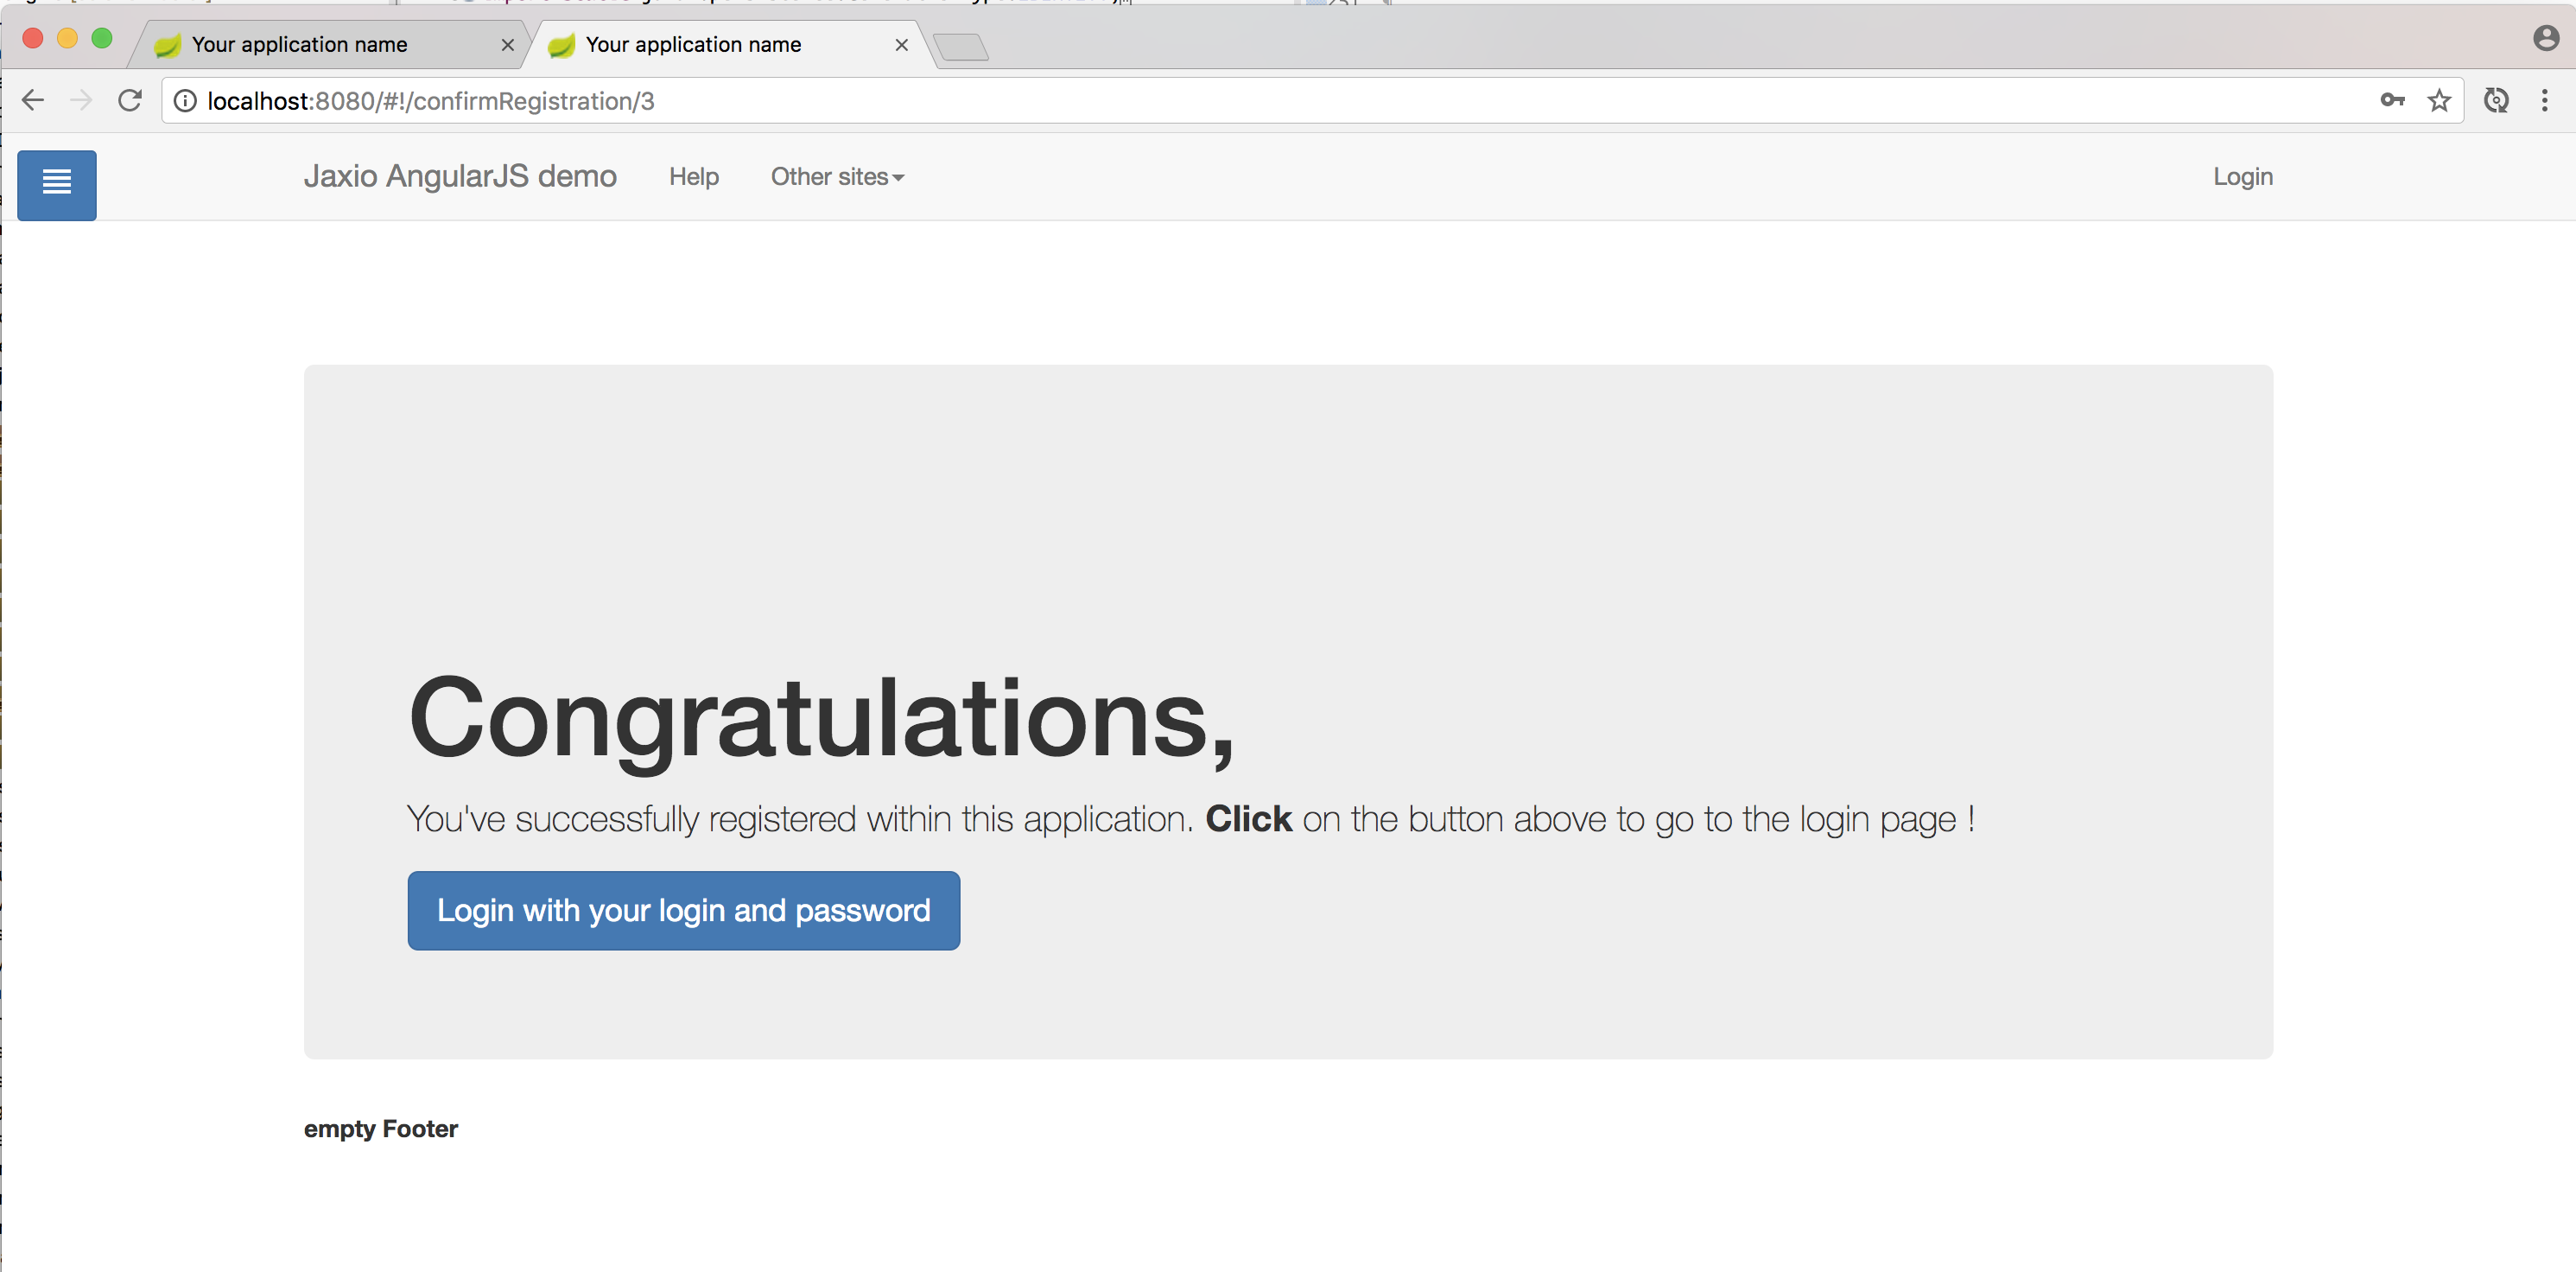 Your application name
Your application name
localhost:8080/#!/confirmRegistration/3
Jaxio AngularJS demo Help Other sites Login
Congratulations,
You've successfully registered within this application. Click on the button above to go to the login page !
Login with your login and password
empty Footer